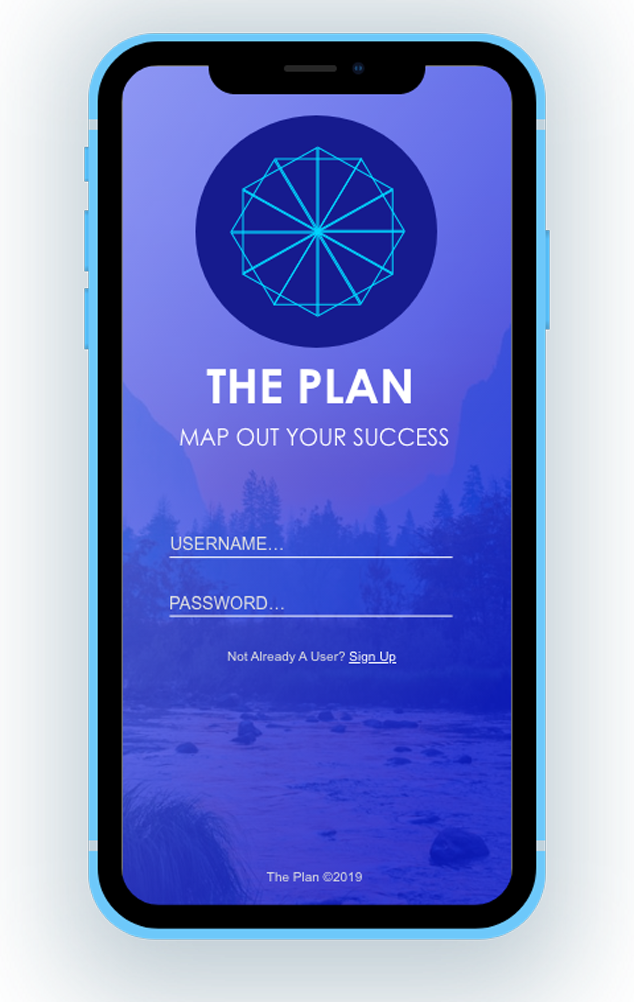 THE PLAN
MAP OUT YOUR SUCCESS
USERNAME...
PASSWORD...
Not Already A User? Sign Up
The Plan ©2019